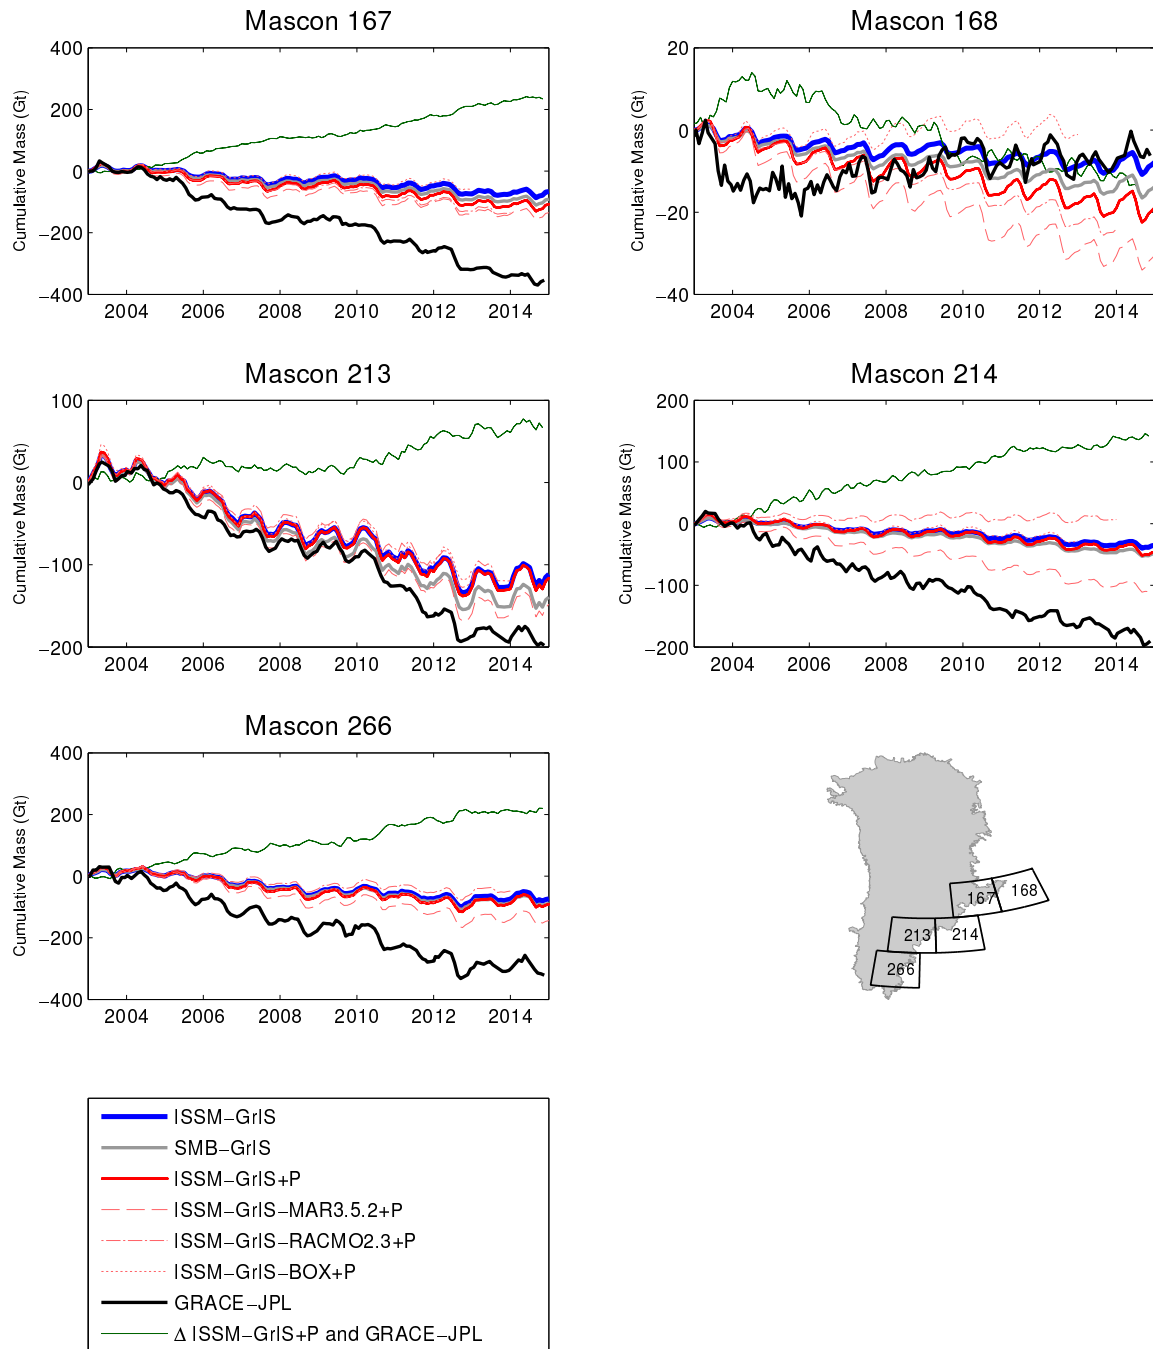 Mascon 167
Cumulative Mass (Gt)
400
200
0
−200
−400
2004 2006 2008 2010 2012 2014
Mascon 168
Cumulative Mass (Gt)
20
0
−20
−40
2004 2006 2008 2010 2012 2014
Mascon 213
Cumulative Mass (Gt)
100
0
−100
−200
2004 2006 2008 2010 2012 2014
Mascon 214
Cumulative Mass (Gt)
200
100
0
−100
−200
2004 2006 2008 2010 2012 2014
Mascon 266
Cumulative Mass (Gt)
400
200
0
−200
−400
2004 2006 2008 2010 2012 2014
167 168
213 214
266
ISSM−GrIS
SMB−GrIS
ISSM−GrIS+P
ISSM−GrIS−MAR3.5.2+P
ISSM−GrIS−RACMO2.3+P
ISSM−GrIS−BOX+P
GRACE−JPL
Δ ISSM−GrIS+P and GRACE−JPL